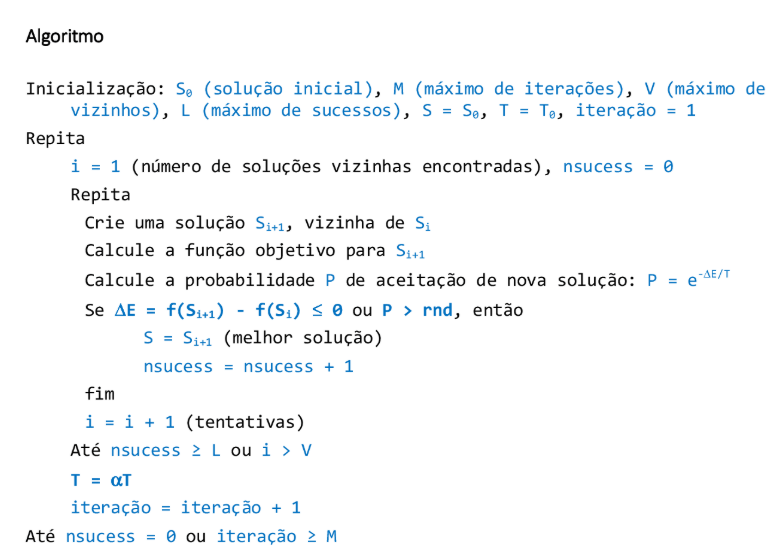 Algoritmo
Inicialização: S₀ (solução inicial), M (máximo de iterações), V (máximo de
vizinhos), L (máximo de sucessos), S = S₀, T = T₀, iteração = 1
Repita
i = 1 (número de soluções vizinhas encontradas), nsucess = 0
Repita
Crie uma solução Sᵢ₊₁, vizinha de Sᵢ
Calcule a função objetivo para Sᵢ₊₁
Calcule a probabilidade P de aceitação de nova solução: P = e^-ΔE/T
Se ΔE = f(Sᵢ₊₁) - f(Sᵢ) ≤ 0 ou P > rnd, então
S = Sᵢ₊₁ (melhor solução)
nsucess = nsucess + 1
fim
i = i + 1 (tentativas)
Até nsucess ≥ L ou i > V
T = αT
iteração = iteração + 1
Até nsucess = 0 ou iteração ≥ M